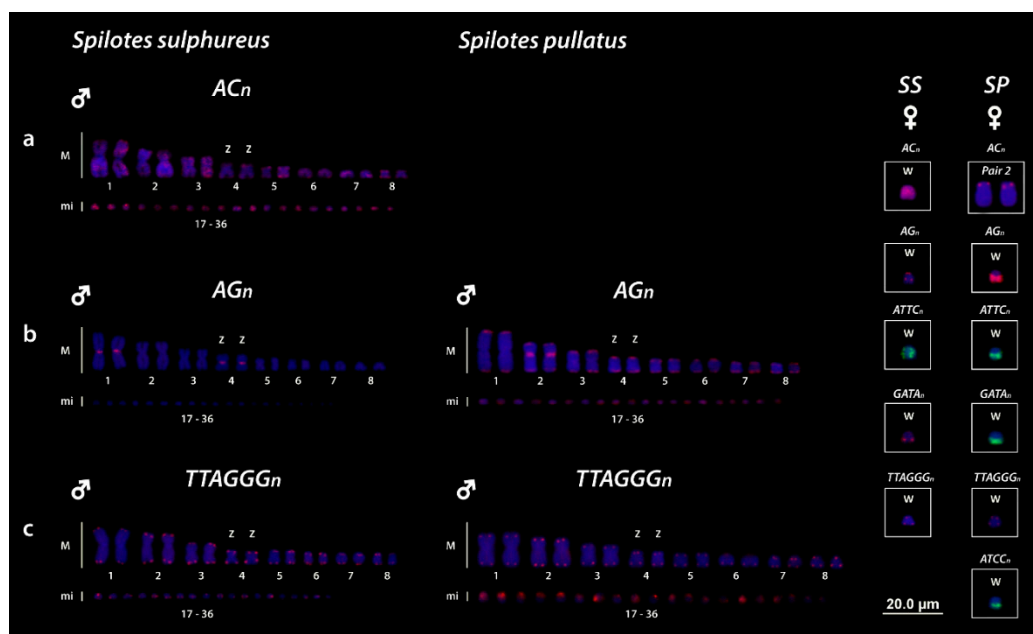 Spilotes sulphureus
Spilotes pullatus
♂
ACn
a
M
z z
1 2 3 4 5 6 7 8
mi
17 - 36
♂
AGn
♂
AGn
b
M
z z
1 2 3 4 5 6 7 8
mi
17 - 36
M
z z
1 2 3 4 5 6 7 8
mi
17 - 36
♂
TTAGGGn
♂
TTAGGGn
c
M
z z
1 2 3 4 5 6 7 8
mi
17 - 36
M
z z
1 2 3 4 5 6 7 8
mi
17 - 36
SS SP
♀ ♀
ACn ACn
W Pair 2
AGn AGn
W W
ATTCn ATTCn
W W
GATAn GATAn
W W
TTAGGGn TTAGGGn
W W
ATCCn
W
20.0 µm